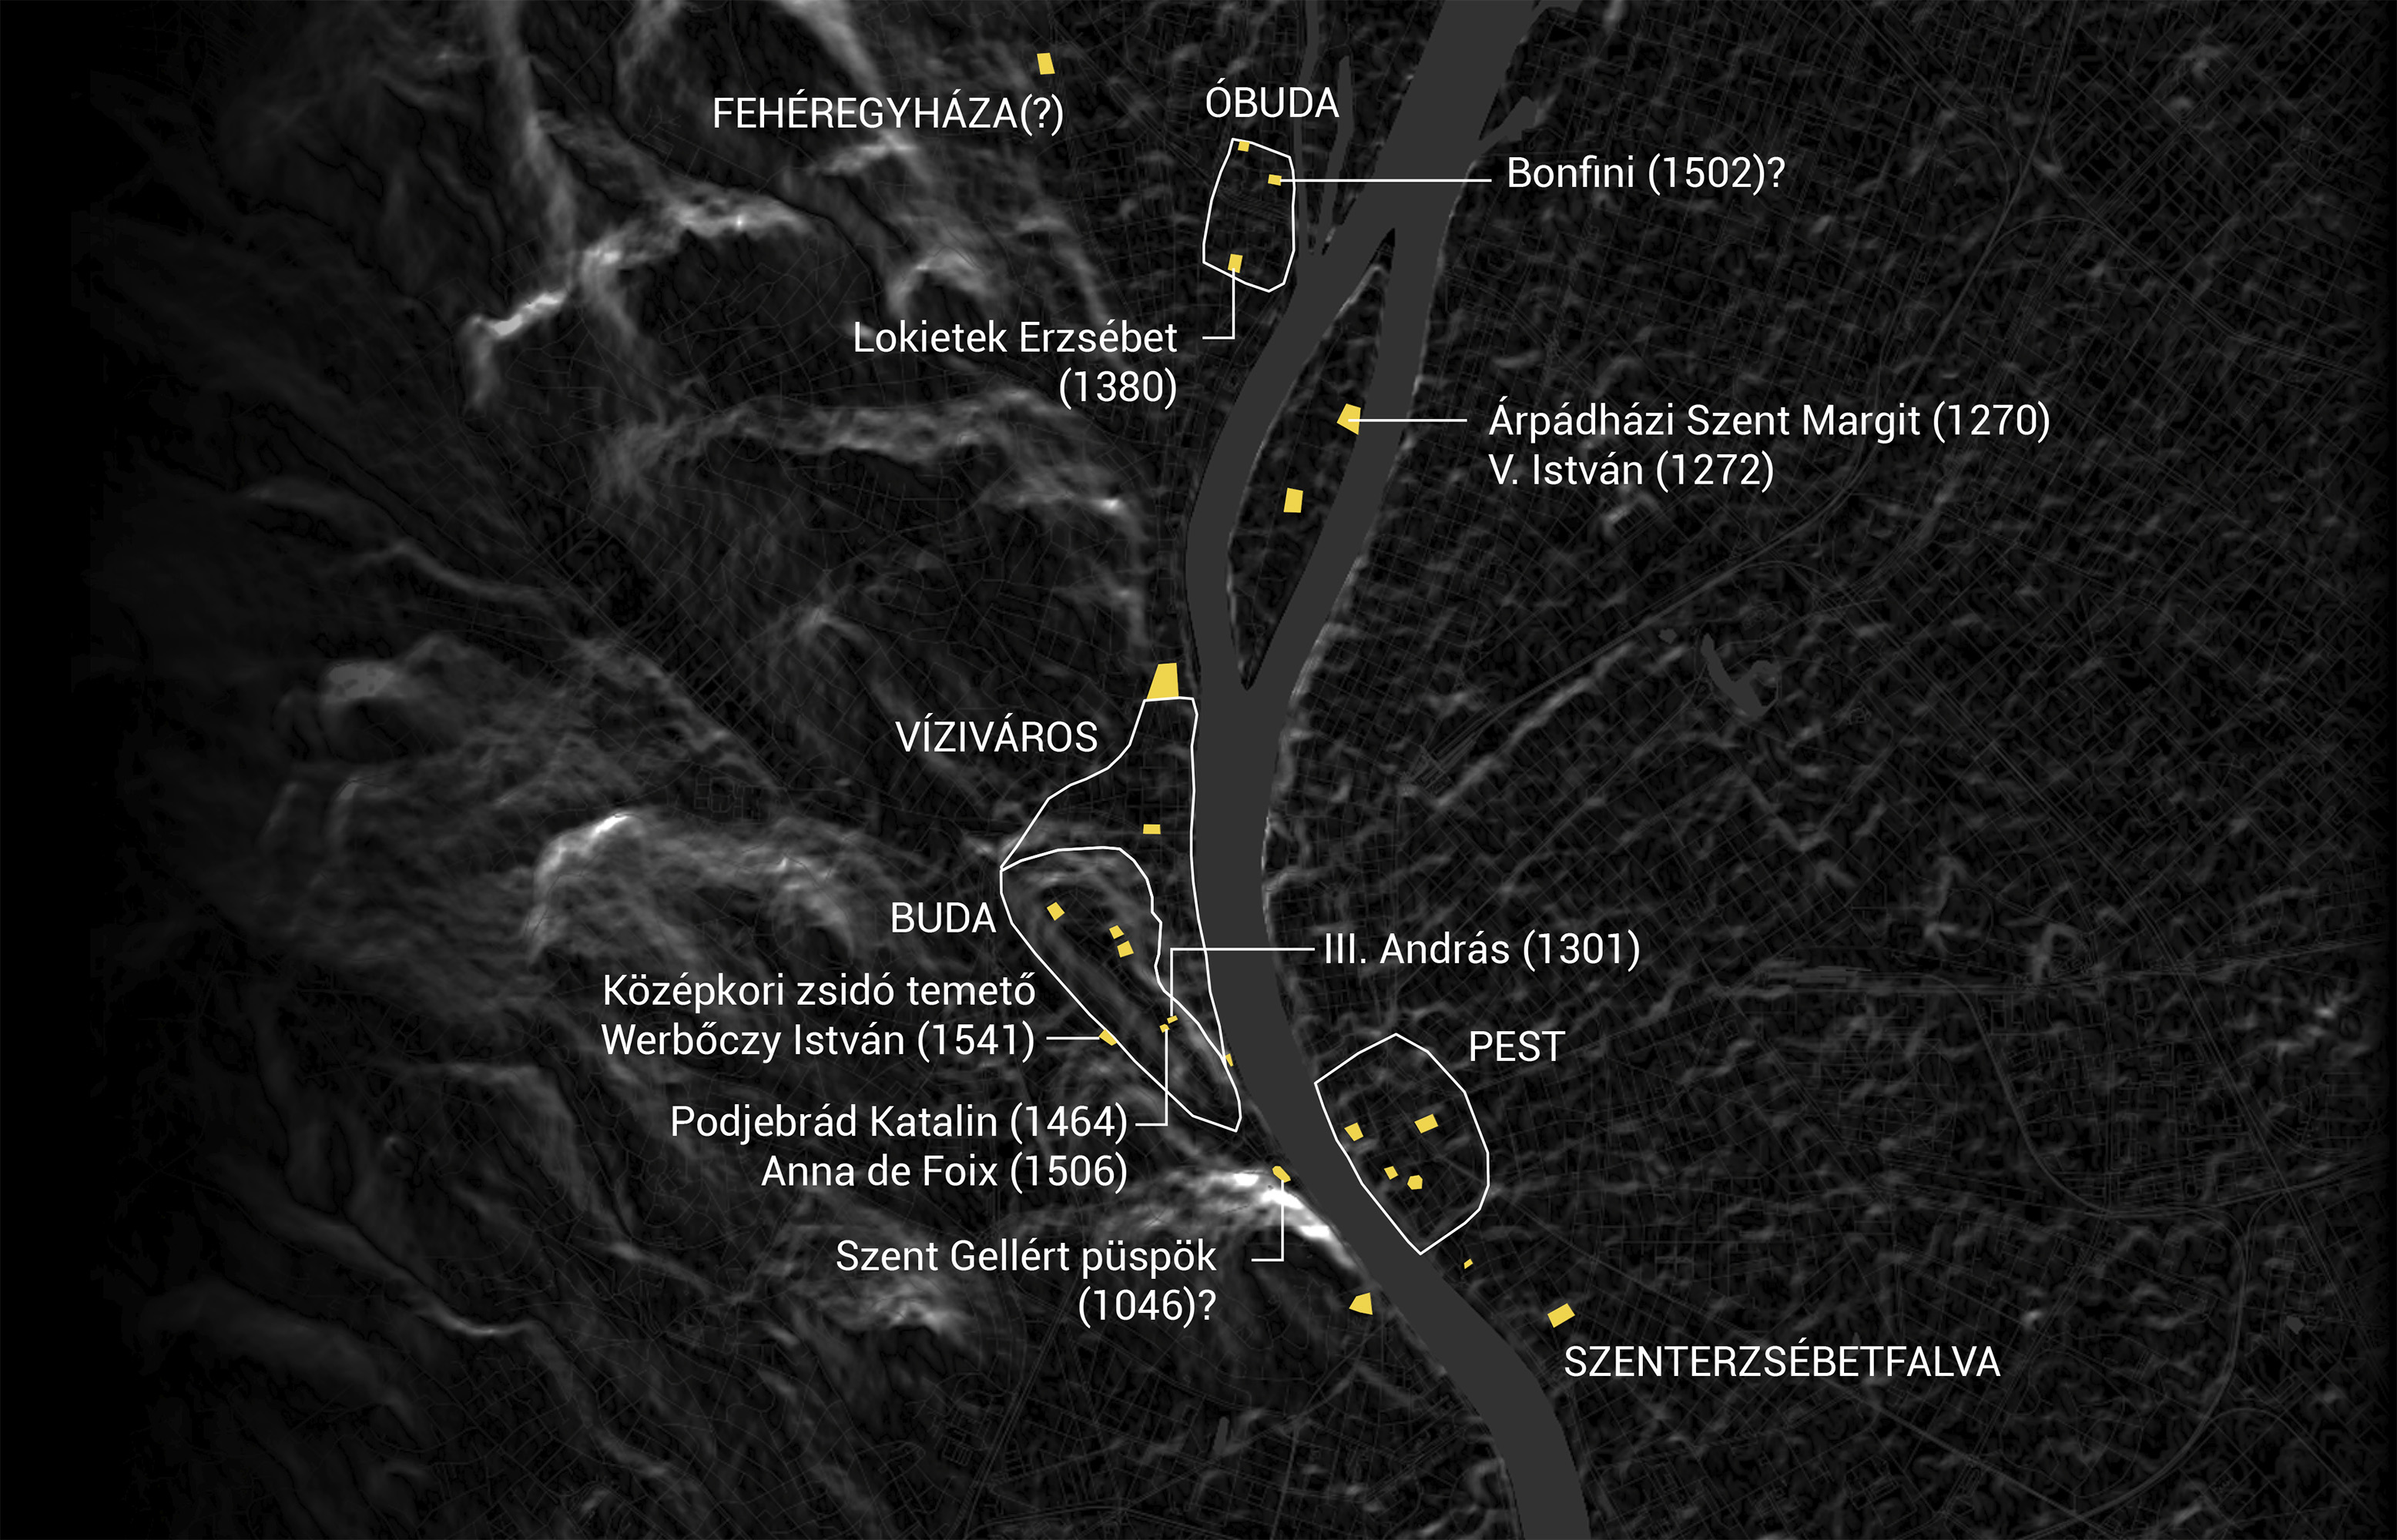 FEHÉREGYHÁZA(?)
ÓBUDA
Bonfini (1502)?
Lokietek Erzsébet
(1380)
Árpádházi Szent Margit (1270)
V. István (1272)
VÍZIVÁROS
BUDA
III. András (1301)
Középkori zsidó temető
Werbőczy István (1541)
PEST
Podjebrád Katalin (1464)
Anna de Foix (1506)
Szent Gellért püspök
(1046)?
SZENTERZSÉBETFALVA